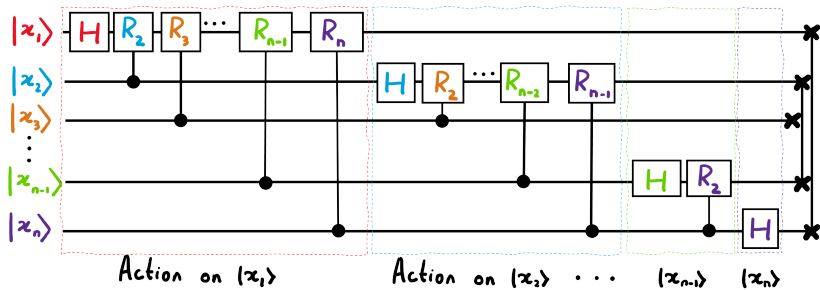 |x₁⟩ H R₂ R₃ ... Rₙ₋₁ Rₙ
|x₂⟩ H R₂ ... Rₙ₋₂ Rₙ₋₁
|x₃⟩
⋮
|xₙ₋₁⟩ H R₂
|xₙ⟩ H
Action on |x₁⟩ Action on |x₂⟩ ... |xₙ₋₁⟩ |xₙ⟩